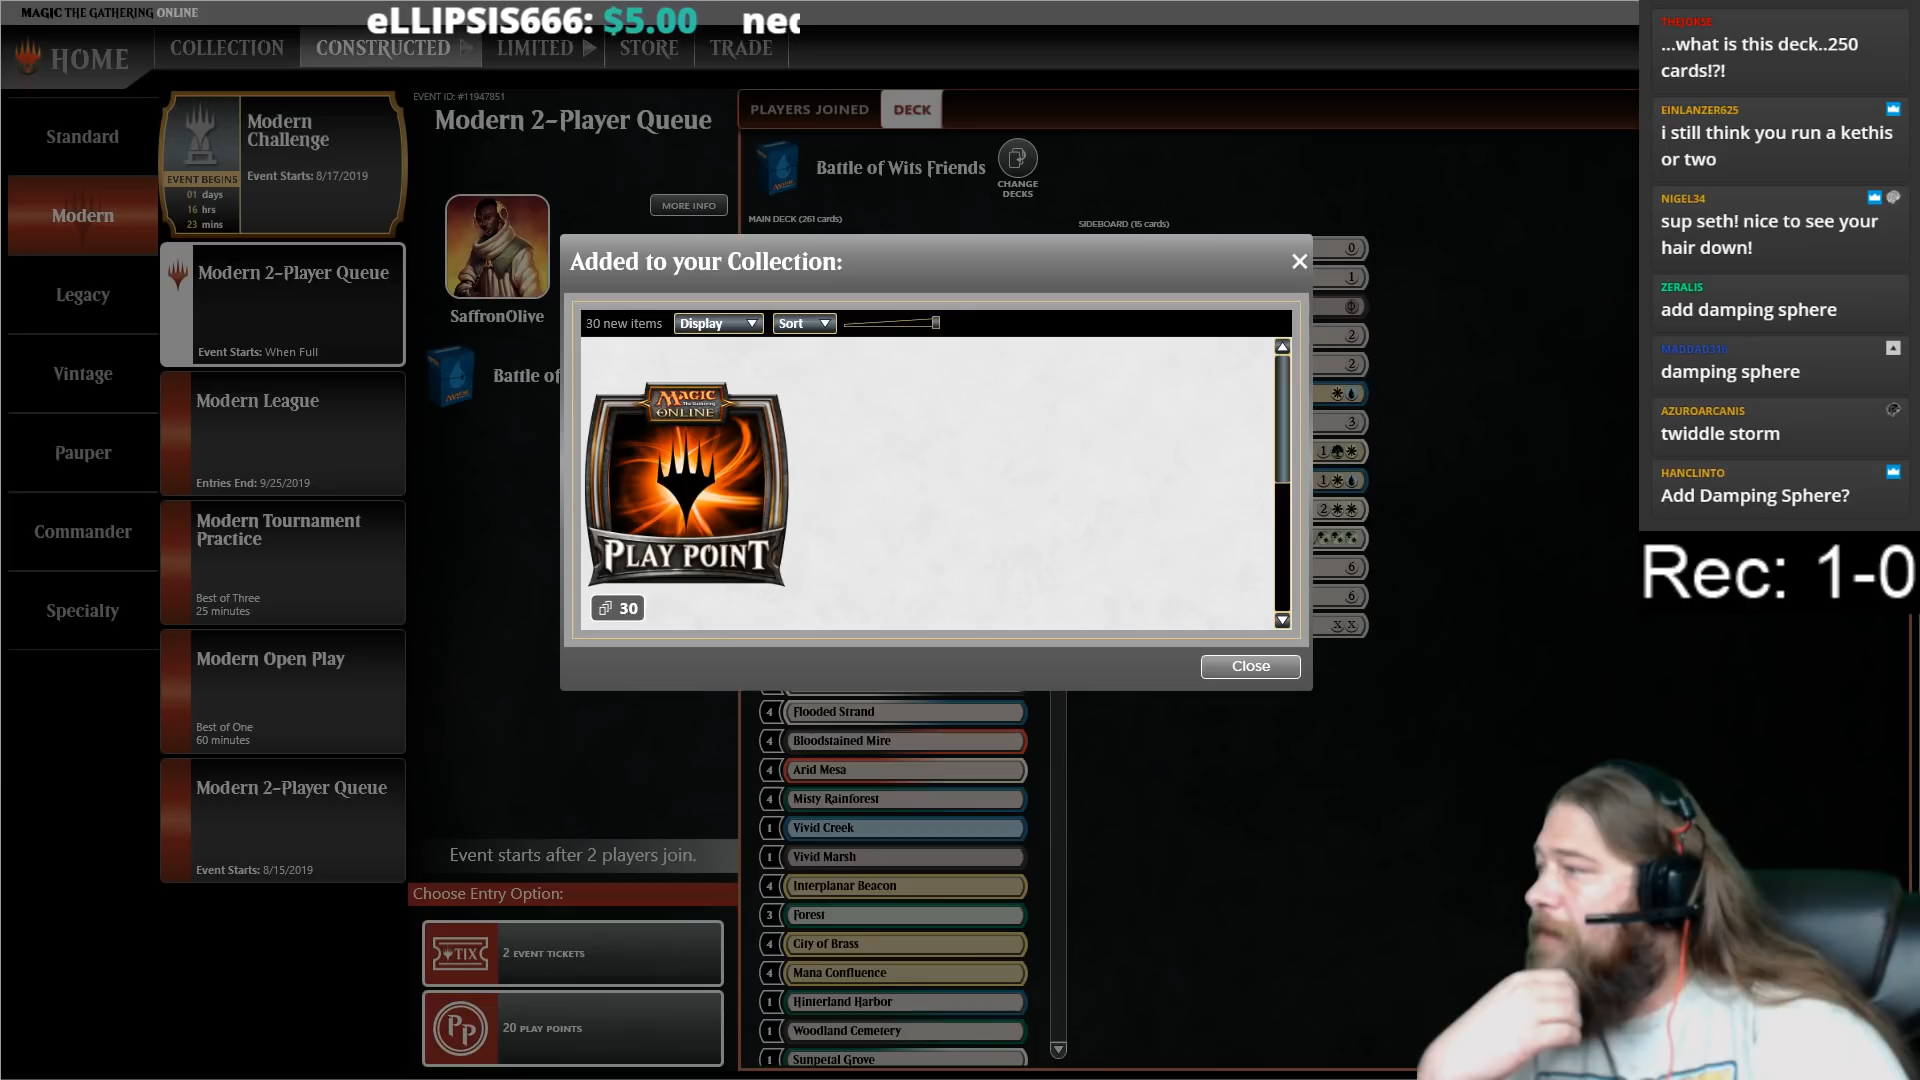 MAGIC THE GATHERING ONLINE
eLLIPSIS666: $5.00
HOME
COLLECTION
CONSTRUCTED
LIMITED
STORE
TRADE
Standard
Modern
Legacy
Vintage
Pauper
Commander
Specialty
Modern
Challenge
Event Starts: 8/17/2019
EVENT BEGINS
01 days
16 hrs
23 mins
Modern 2-Player Queue
Event Starts: When Full
Modern League
Entries End: 9/25/2019
Modern Tournament
Practice
Best of Three
25 minutes
Modern Open Play
Best of One
60 minutes
Modern 2-Player Queue
Event Starts: 8/15/2019
EVENT ID: #11947851
Modern 2-Player Queue
MORE INFO
SaffronOlive
Battle of
Event starts after 2 players join.
Choose Entry Option:
TIX
2 EVENT TICKETS
PP
20 PLAY POINTS
PLAYERS JOINED
DECK
Battle of Wits Friends
CHANGE
DECKS
MAIN DECK (261 cards)
SIDEBOARD (15 cards)
Added to your Collection:
30 new items
Display
Sort
MAGIC
The Gathering
ONLINE
PLAY POINT
30
Close
0
1
2
2
3
1
1
2
6
6
X X
4 Flooded Strand
4 Bloodstained Mire
4 Arid Mesa
4 Misty Rainforest
1 Vivid Creek
1 Vivid Marsh
4 Interplanar Beacon
3 Forest
4 City of Brass
4 Mana Confluence
1 Hinterland Harbor
1 Woodland Cemetery
1 Sunpetal Grove
THEJOKSE
...what is this deck..250
cards!?!
EINLANZER625
i still think you run a kethis
or two
NIGEL34
sup seth! nice to see your
hair down!
ZERALIS
add damping sphere
MADDAD316
damping sphere
AZUROARCANIS
twiddle storm
HANCLINTO
Add Damping Sphere?
Rec: 1-0